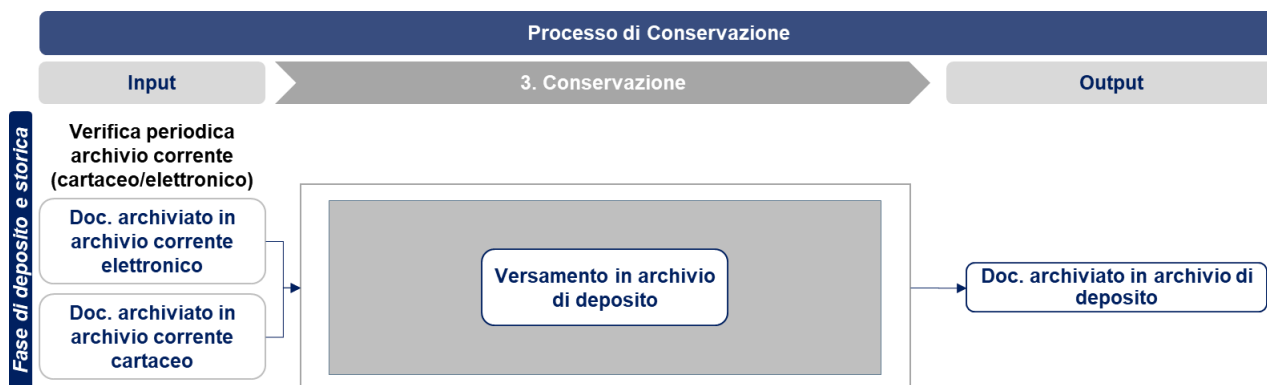 Processo di Conservazione
Input
3. Conservazione
Output
Fase di deposito e storica
Verifica periodica
archivio corrente
(cartaceo/elettronico)
Doc. archiviato in
archivio corrente
elettronico
Doc. archiviato in
archivio corrente
cartaceo
Versamento in archivio
di deposito
Doc. archiviato in archivio di
deposito